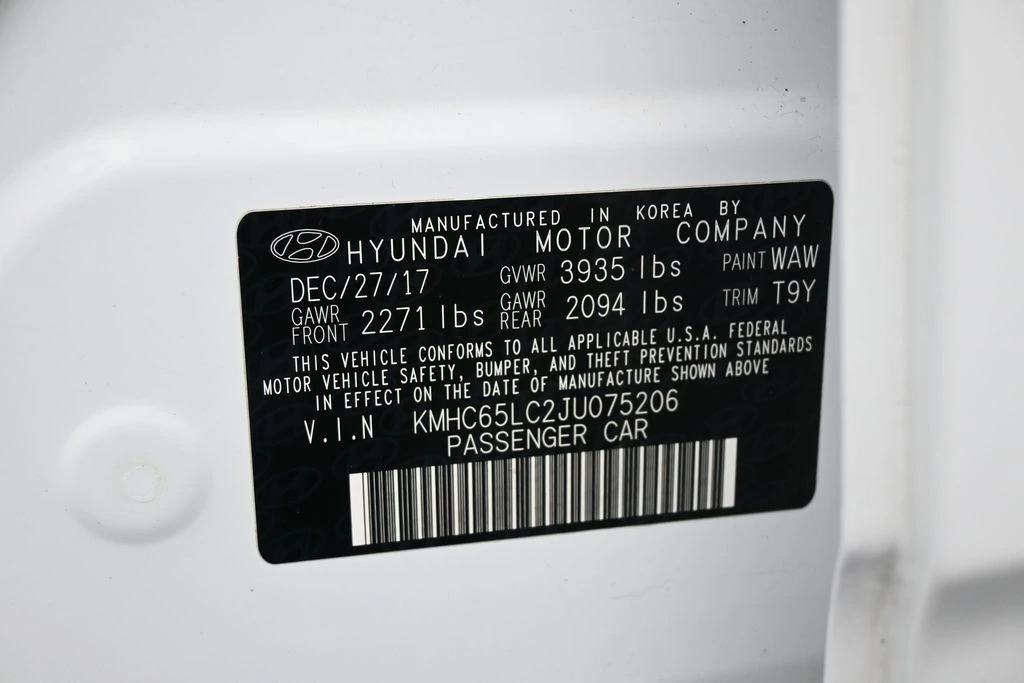 MANUFACTURED IN KOREA BY
HYUNDAI MOTOR COMPANY
DEC/27/17 GVWR 3935 lbs PAINT WAW
GAWR FRONT 2271 lbs GAWR REAR 2094 lbs TRIM T9Y
THIS VEHICLE CONFORMS TO ALL APPLICABLE U.S.A. FEDERAL
MOTOR VEHICLE SAFETY, BUMPER, AND THEFT PREVENTION STANDARDS
IN EFFECT ON THE DATE OF MANUFACTURE SHOWN ABOVE
V.I.N KMHC65LC2JU075206
PASSENGER CAR